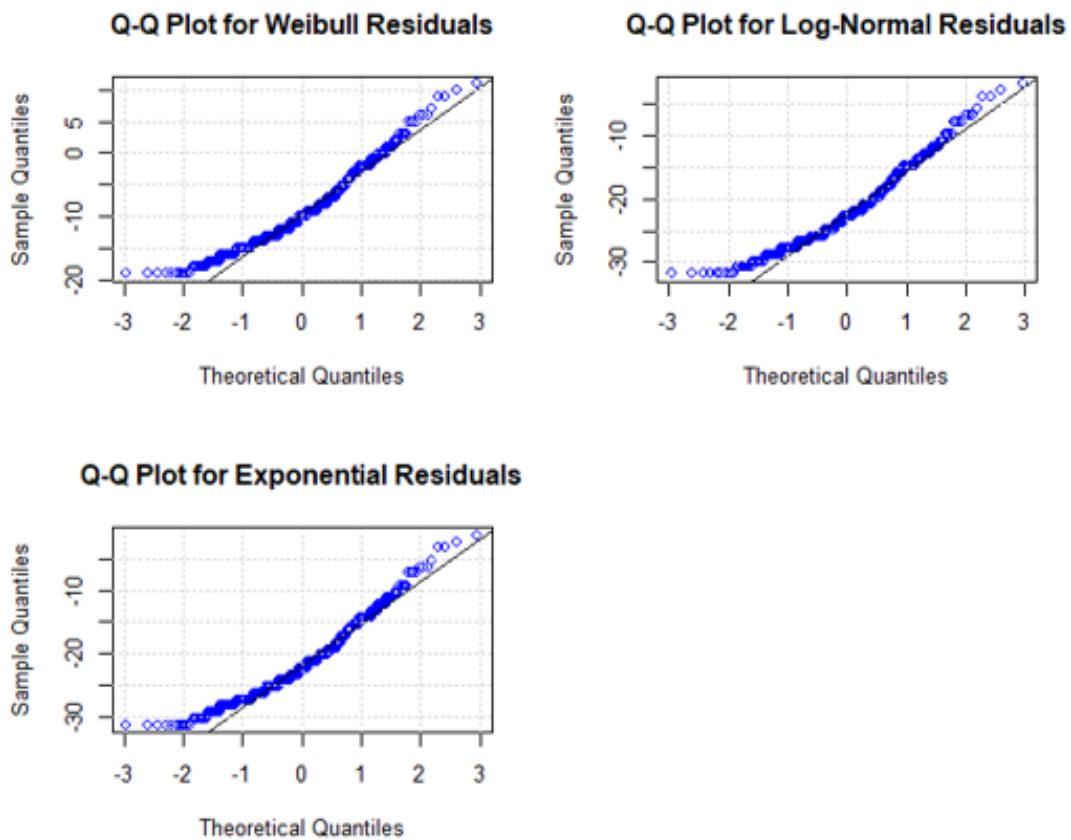 Q-Q Plot for Weibull Residuals
Sample Quantiles
5
0
-10
-20
-3 -2 -1 0 1 2 3
Theoretical Quantiles
Q-Q Plot for Log-Normal Residuals
Sample Quantiles
-10
-20
-30
-3 -2 -1 0 1 2 3
Theoretical Quantiles
Q-Q Plot for Exponential Residuals
Sample Quantiles
-10
-20
-30
-3 -2 -1 0 1 2 3
Theoretical Quantiles